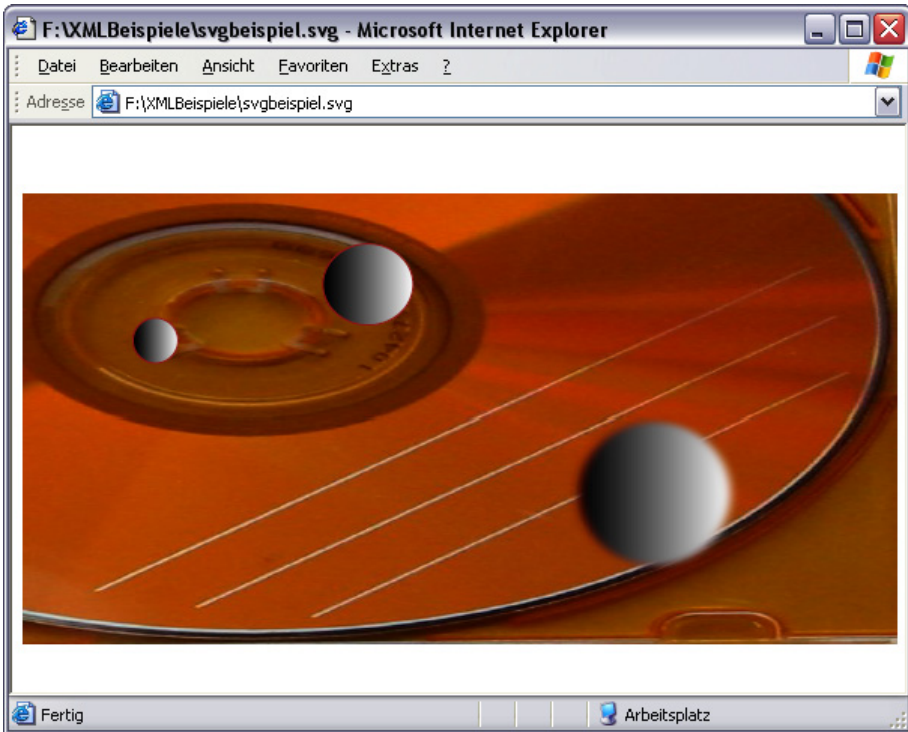 F:\XMLBeispiele\svgbeispiel.svg - Microsoft Internet Explorer
Datei Bearbeiten Ansicht Favoriten Extras ?
Adresse F:\XMLBeispiele\svgbeispiel.svg
Fertig Arbeitsplatz